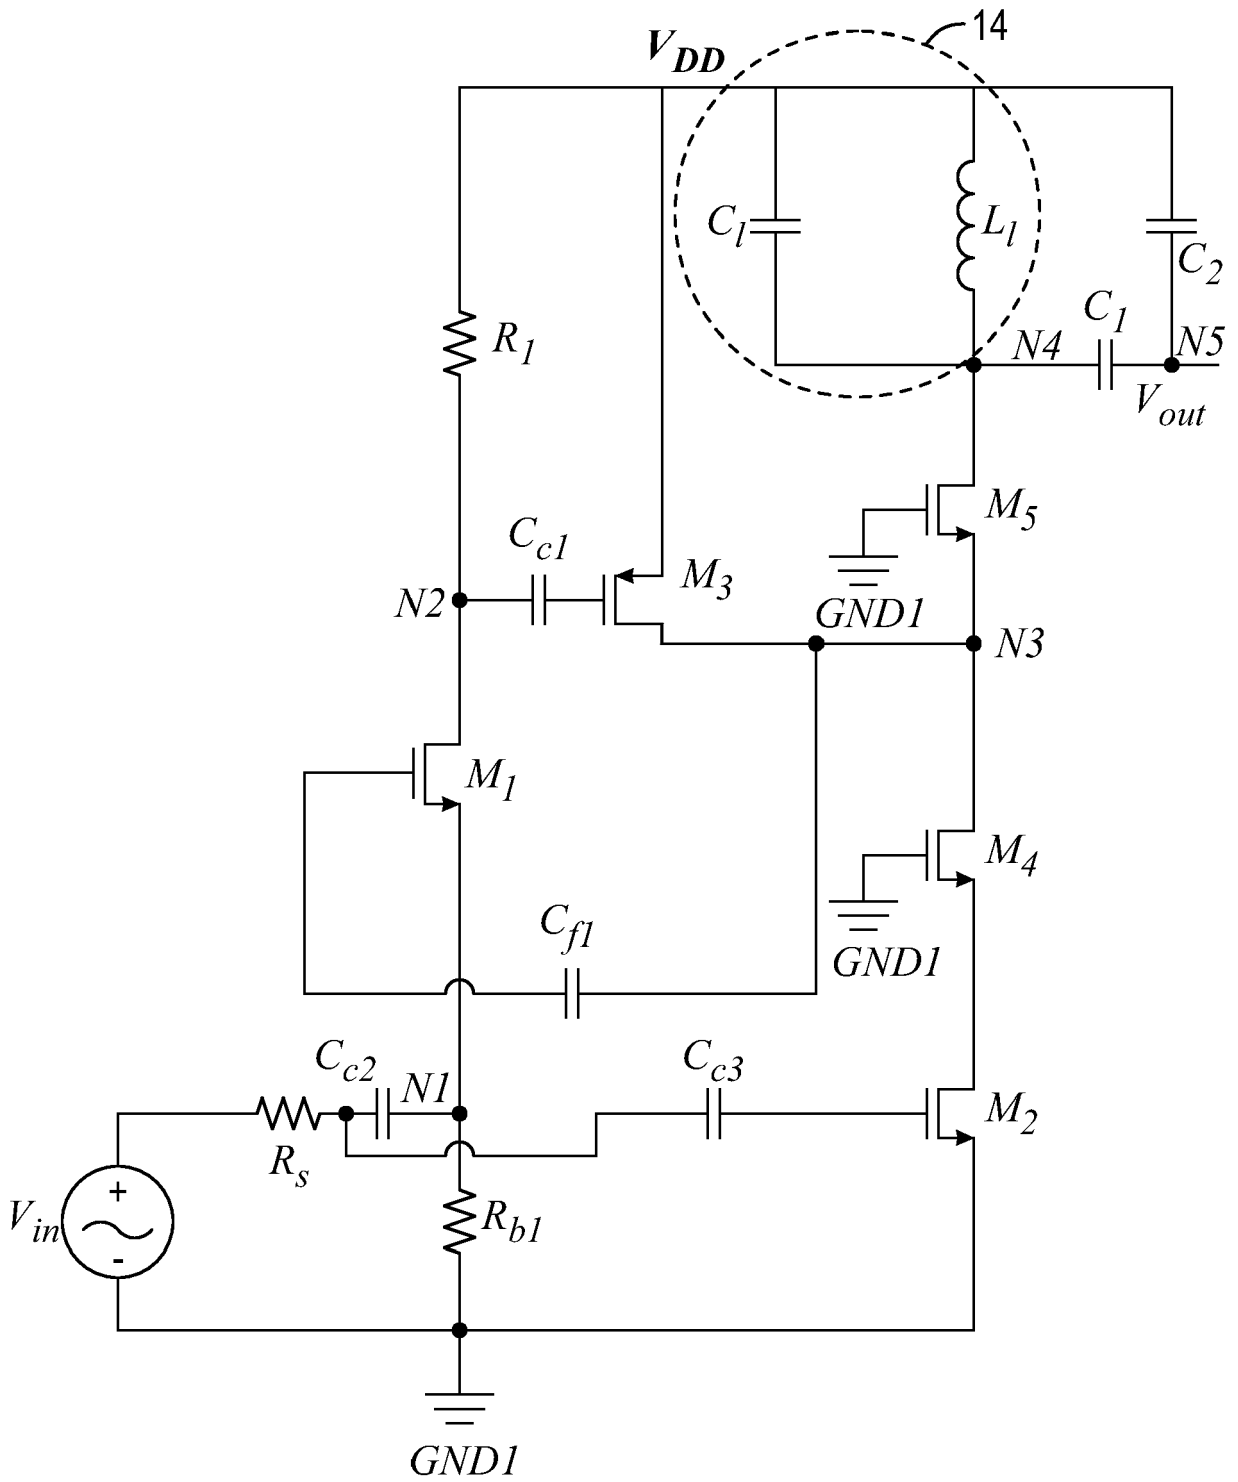 14
V_DD
C_l
L_l
C_2
C_1
N5
R_1
N4
V_out
M_5
C_c1
M_3
N2
GND1
N3
M_1
M_4
C_f1
GND1
C_c2
N1
C_c3
M_2
R_s
V_in
+
-
R_b1
GND1